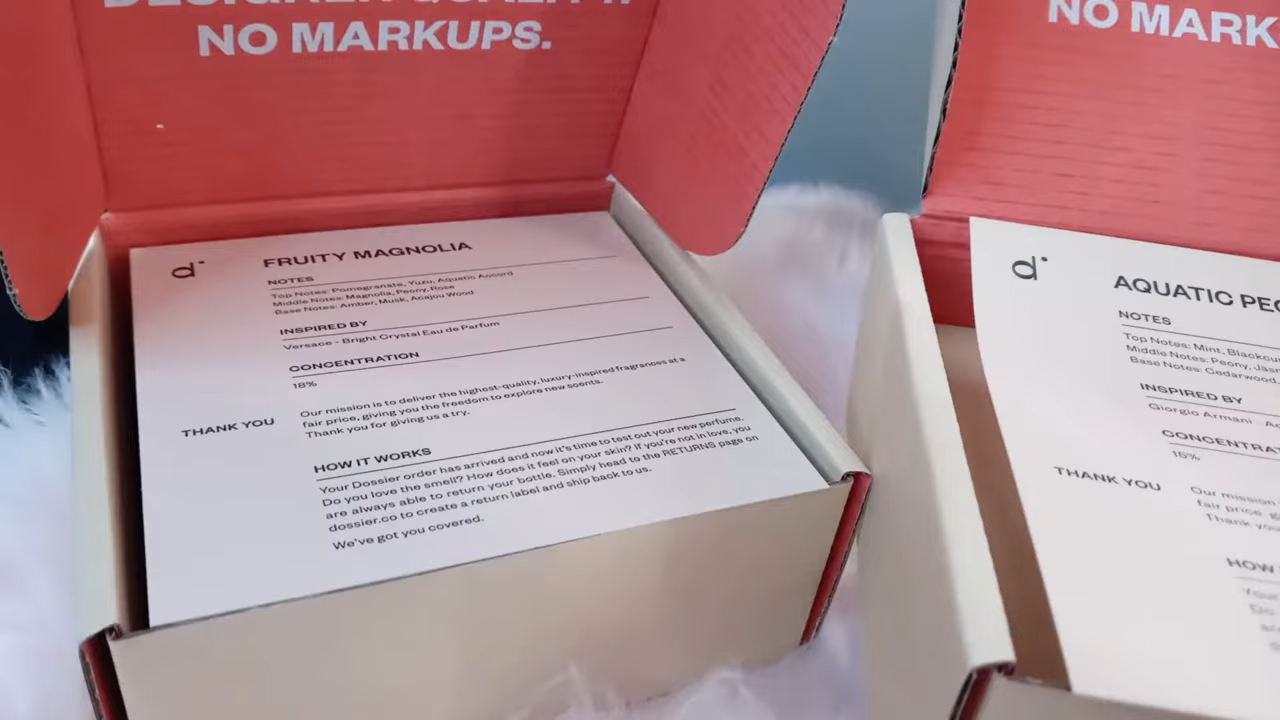 NO MARKUPS.
d'
FRUITY MAGNOLIA
NOTES
Top Notes: Pomegranate, Yuzu, Aquatic Accord
Middle Notes: Magnolia, Peony, Rose
Base Notes: Amber, Musk, Acajou Wood
INSPIRED BY
Versace - Bright Crystal Eau de Parfum
CONCENTRATION
18%
THANK YOU
Our mission is to deliver the highest-quality, luxury-inspired fragrances at a
fair price, giving you the freedom to explore new scents.
Thank you for giving us a try.
HOW IT WORKS
Your Dossier order has arrived and now it's time to test out your new perfume.
Do you love the smell? How does it feel on your skin? If you're not in love, you
are always able to return your bottle. Simply head to the RETURNS page on
dossier.co to create a return label and ship back to us.
We've got you covered.
NO MARK
d'
AQUATIC
NOTES
Top Notes: Mint,
Middle Notes: Peony,
Base Notes: Cedarwood,
INSPIRED BY
Giorgio Armani
15%
THANK YOU
Our mission
fair price,
Thank you
HOW